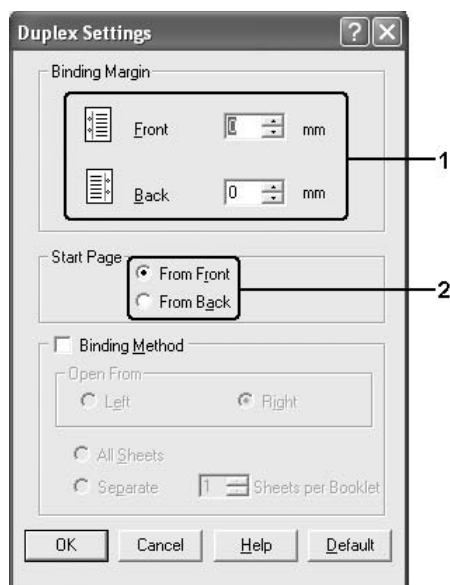 Duplex Settings
Binding Margin
Front 0 mm
1
Back 0 mm
Start Page
From Front
2
From Back
Binding Method
Open From
Left Right
All Sheets
Separate 1 Sheets per Booklet
OK Cancel Help Default